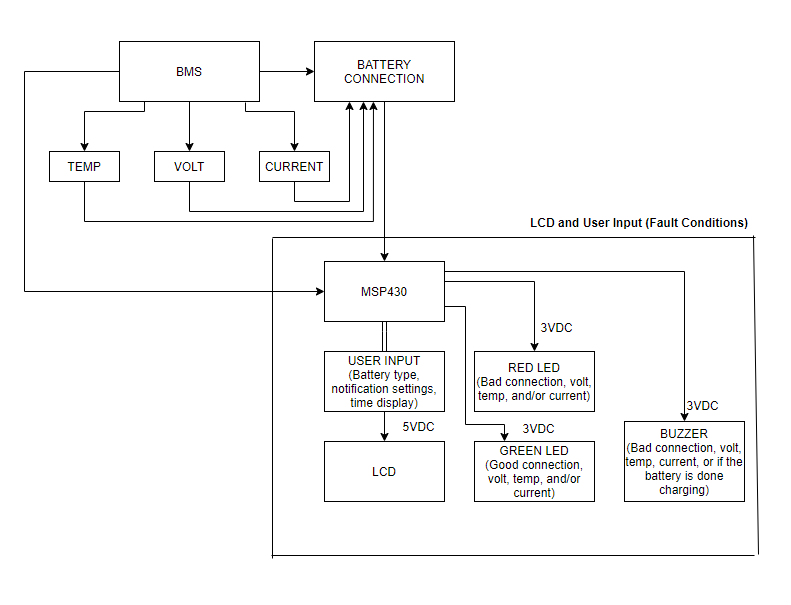 BMS
BATTERY
CONNECTION
TEMP
VOLT
CURRENT
LCD and User Input (Fault Conditions)
MSP430
3VDC
USER INPUT
(Battery type,
notification settings,
time display)
RED LED
(Bad connection, volt,
temp, and/or current)
3VDC
5VDC
3VDC
BUZZER
(Bad connection, volt,
temp, current, or if the
battery is done
charging)
LCD
GREEN LED
(Good connection,
volt, temp, and/or
current)